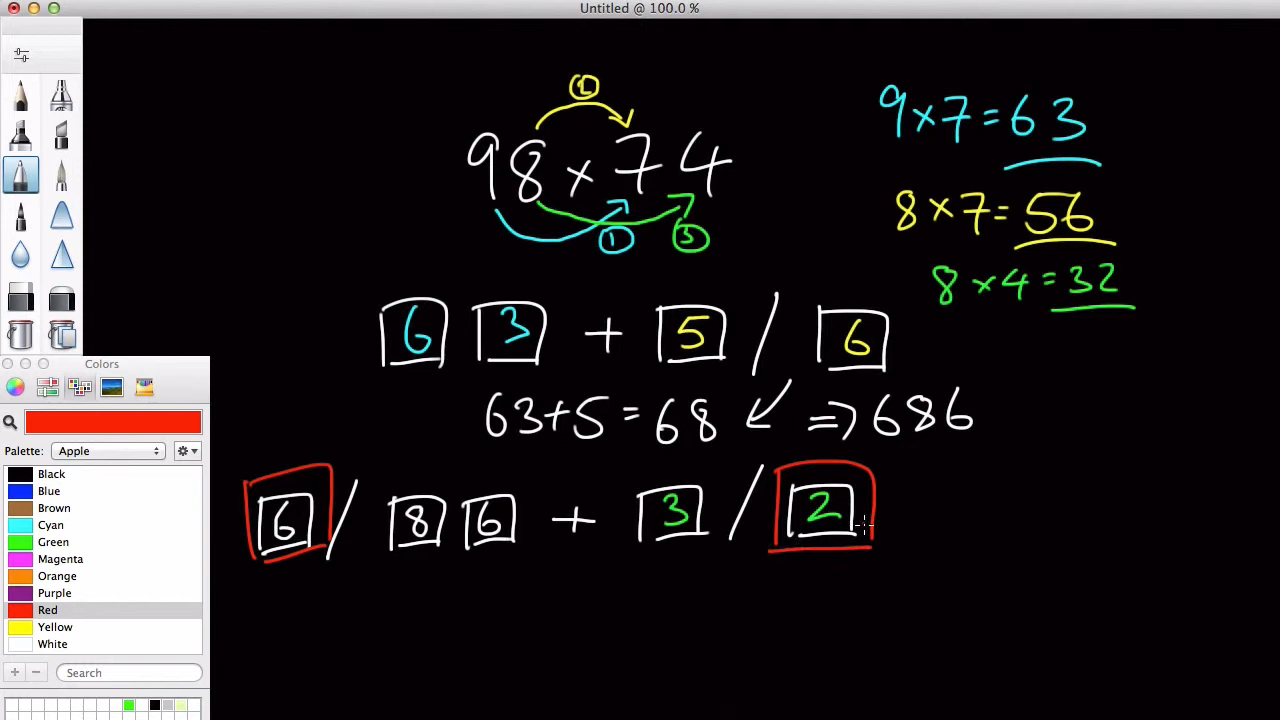 Untitled @ 100.0 %
②
98 × 74
① ③
9×7=63
8×7=56
8×4=32
6 3 + 5 / 6
63+5=68 ↙ ⇒ 686
6 / 8 6 + 3 / 2
Colors
Palette: Apple
Black
Blue
Brown
Cyan
Green
Magenta
Orange
Purple
Red
Yellow
White
Search